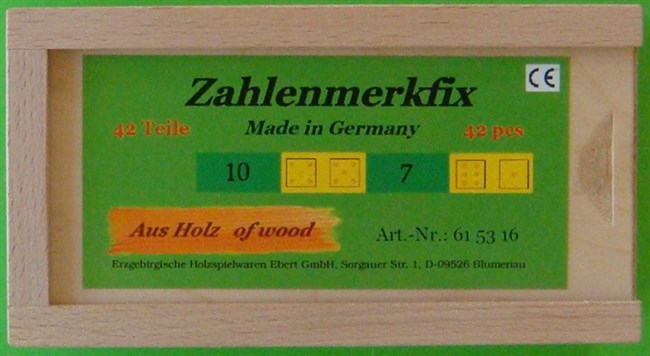 Zahlenmerkfix
CE
42 Teile Made in Germany 42 pcs
10 7
Aus Holz of wood
Art.-Nr.: 61 53 16
Erzgebirgische Holzspielwaren Ebert GmbH, Sorgauer Str. 1, D-09526 Blumenau